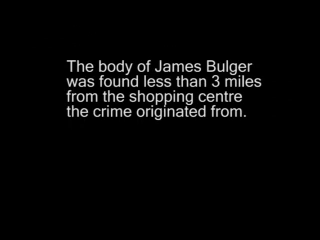 The body of James Bulger
was found less than 3 miles
from the shopping centre
the crime originated from.